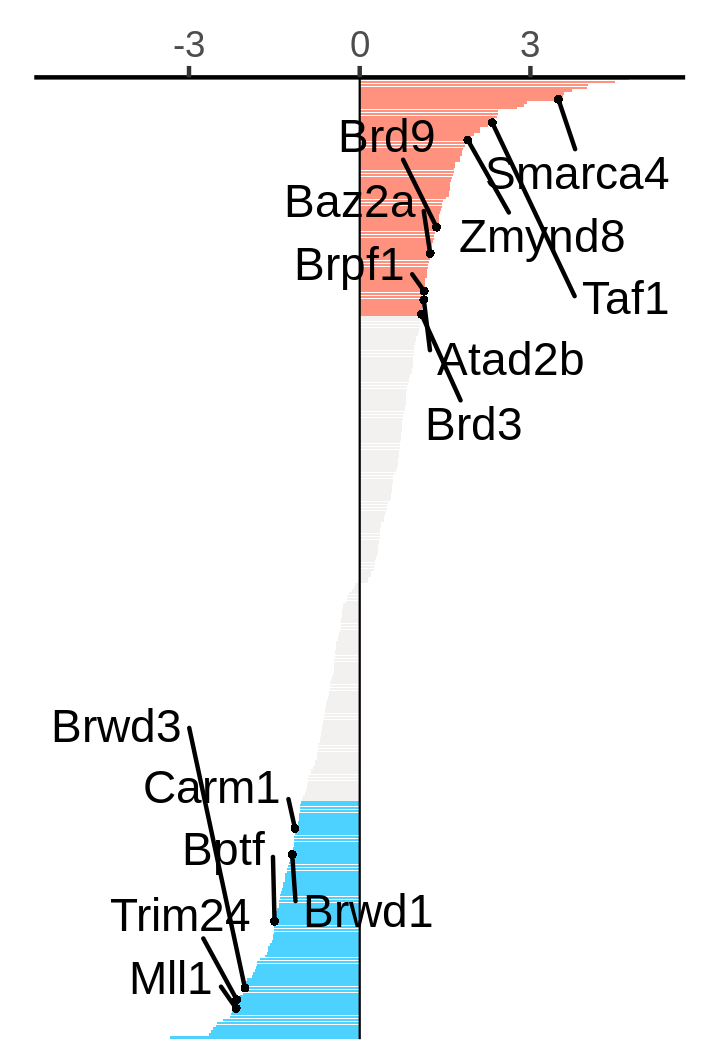 -3 0 3
Brd9
Smarca4
Baz2a
Zmynd8
Brpf1
Taf1
Atad2b
Brd3
Brwd3
Carm1
Bptf
Brwd1
Trim24
Mll1